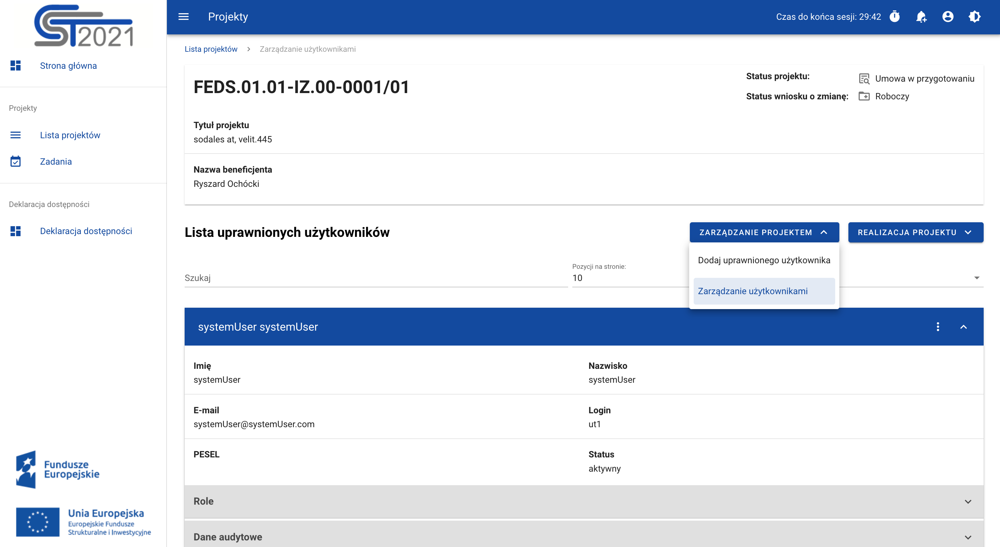 CST2021
Projekty
Czas do końca sesji: 29:42
Strona główna
Projekty
Lista projektów
Zadania
Deklaracja dostępności
Deklaracja dostępności
Fundusze
Europejskie
Unia Europejska
Europejskie Fundusze
Strukturalne i Inwestycyjne
Lista projektów > Zarządzanie użytkownikami
FEDS.01.01-IZ.00-0001/01
Status projektu: Umowa w przygotowaniu
Status wniosku o zmianę: Roboczy
Tytuł projektu
sodales at, velit.445
Nazwa beneficjenta
Ryszard Ochócki
Lista uprawnionych użytkowników
ZARZĄDZANIE PROJEKTEM
REALIZACJA PROJEKTU
Dodaj uprawnionego użytkownika
Zarządzanie użytkownikami
Szukaj
Pozycji na stronie:
10
systemUser systemUser
Imię
systemUser
Nazwisko
systemUser
E-mail
systemUser@systemUser.com
Login
ut1
PESEL
Status
aktywny
Role
Dane audytowe